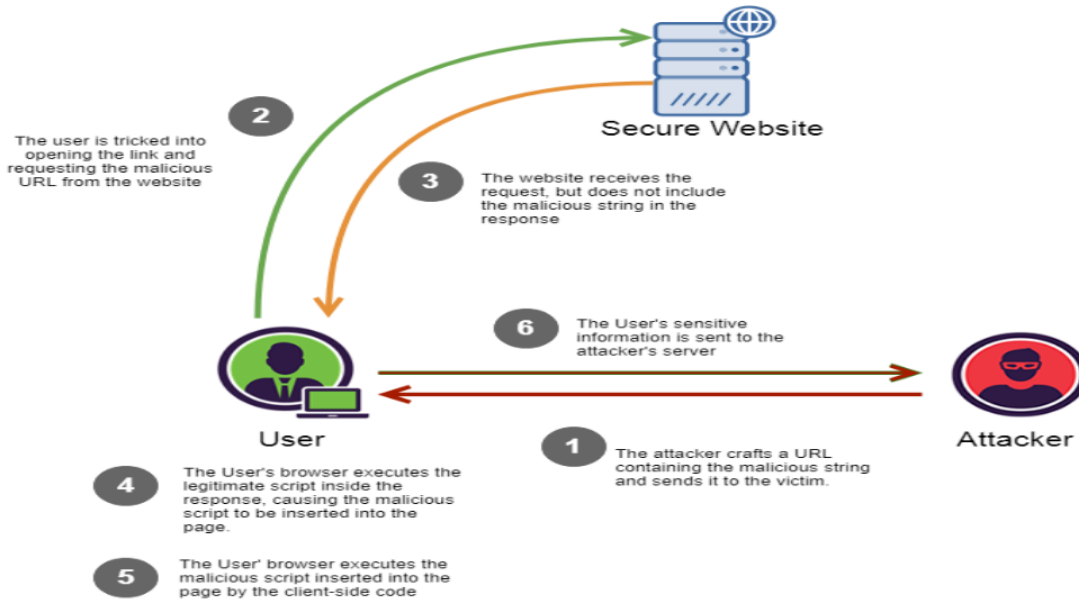 Secure Website
2
The user is tricked into
opening the link and
requesting the malicious
URL from the website
3
The website receives the
request, but does not include
the malicious string in the
response
6
The User's sensitive
information is sent to the
attacker's server
User
Attacker
1
The attacker crafts a URL
containing the malicious string
and sends it to the victim.
4
The User's browser executes the
legitimate script inside the
response, causing the malicious
script to be inserted into the
page.
5
The User' browser executes the
malicious script inserted into the
page by the client-side code